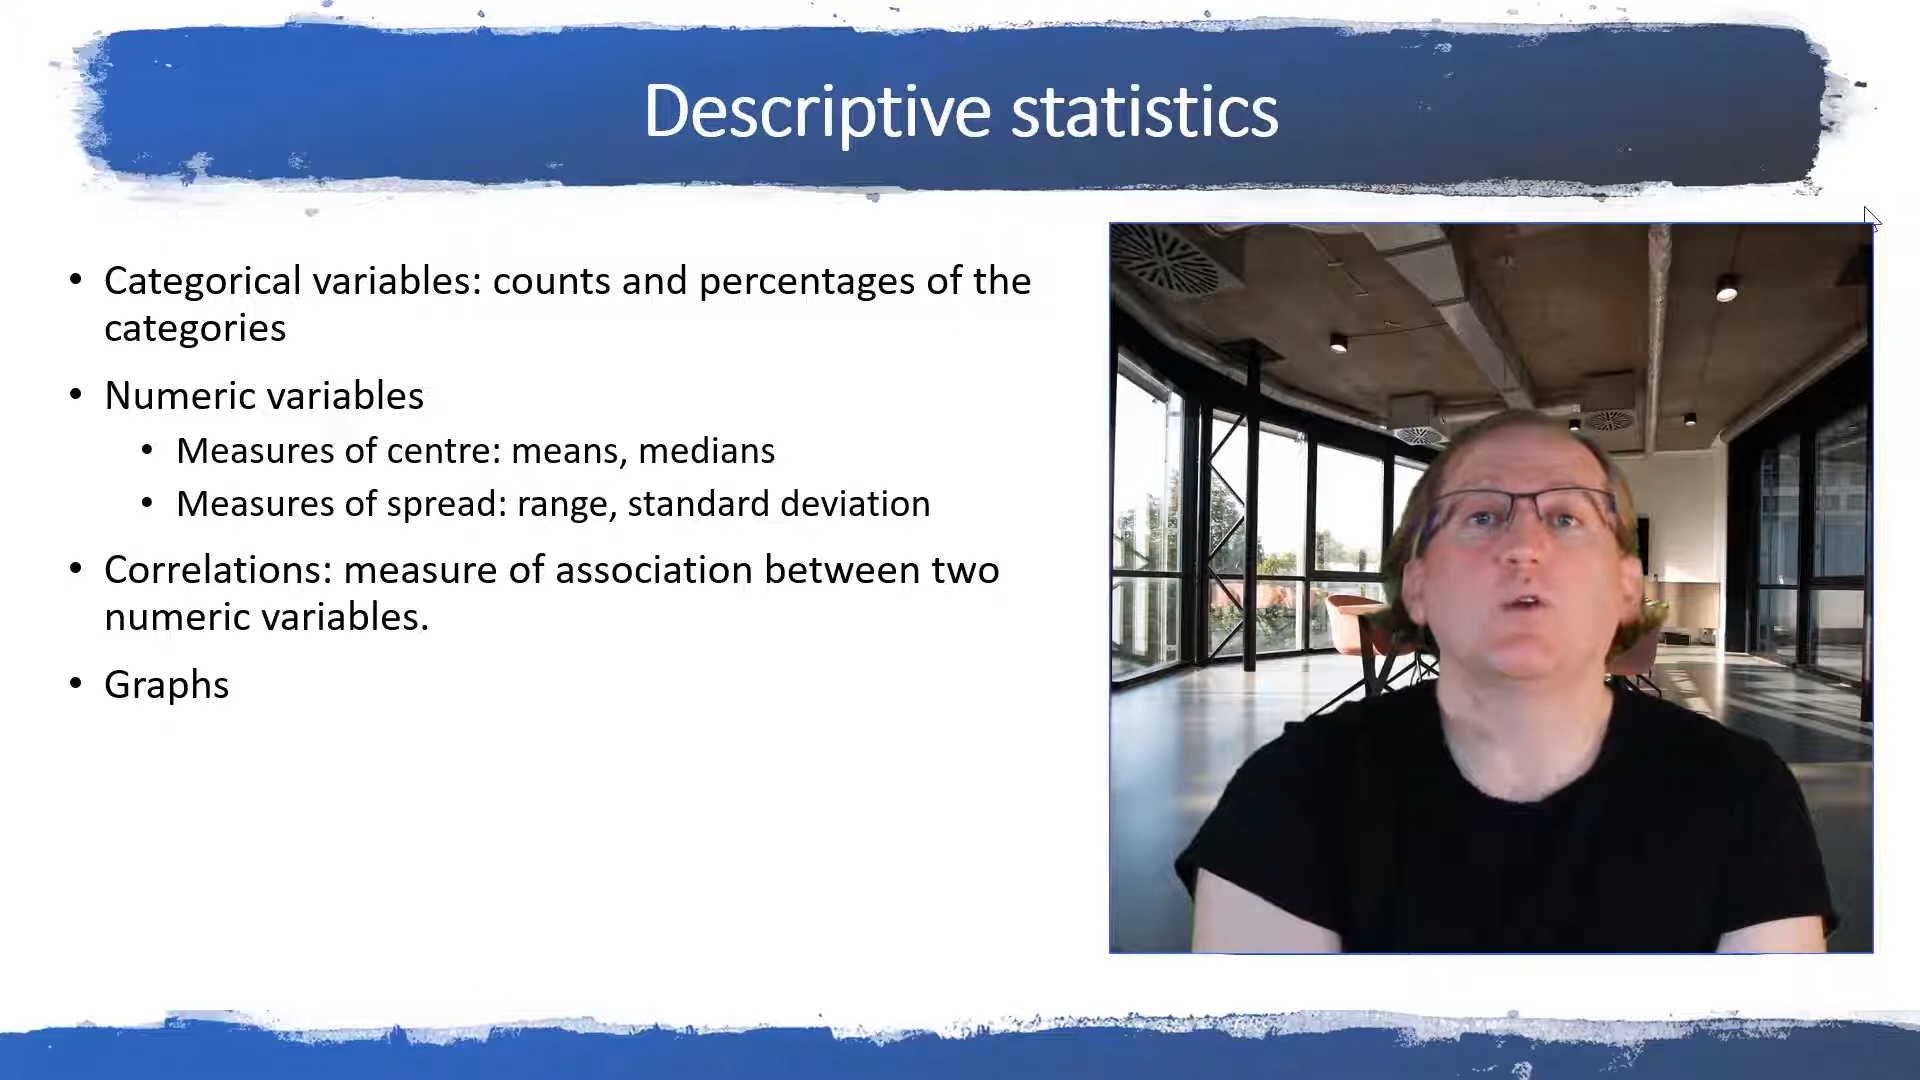 Descriptive statistics
• Categorical variables: counts and percentages of the
categories
• Numeric variables
• Measures of centre: means, medians
• Measures of spread: range, standard deviation
• Correlations: measure of association between two
numeric variables.
• Graphs